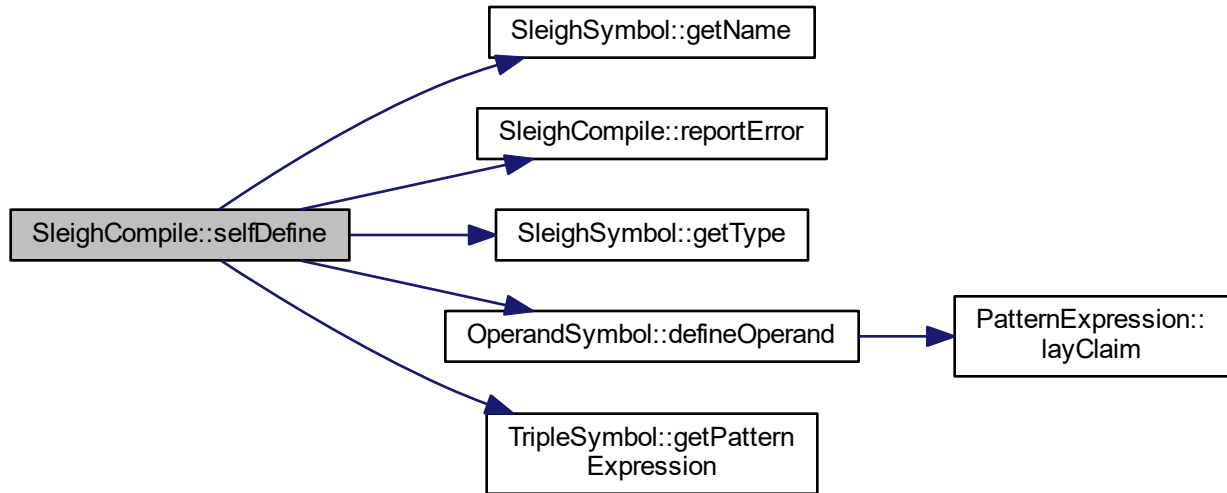 SleighSymbol::getName
SleighCompile::reportError
SleighCompile::selfDefine
SleighSymbol::getType
OperandSymbol::defineOperand
PatternExpression::
layClaim
TripleSymbol::getPattern
Expression